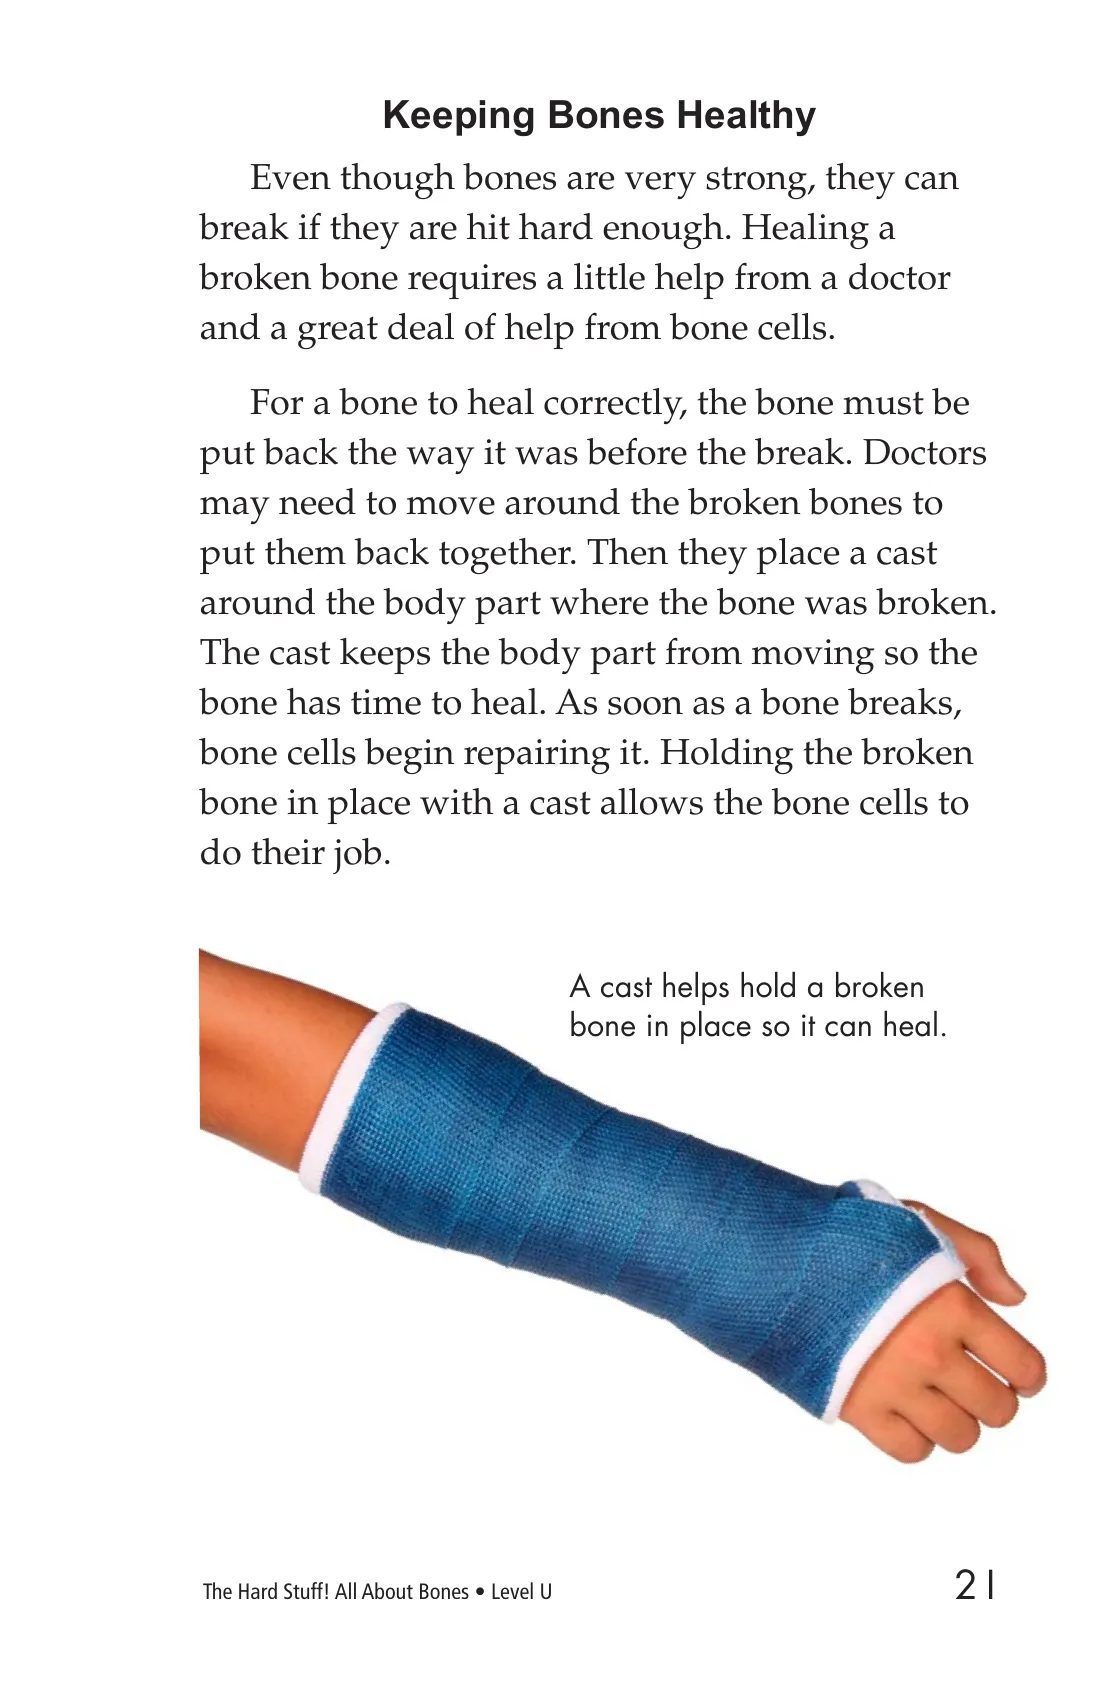 Keeping Bones Healthy
Even though bones are very strong, they can
break if they are hit hard enough. Healing a
broken bone requires a little help from a doctor
and a great deal of help from bone cells.
For a bone to heal correctly, the bone must be
put back the way it was before the break. Doctors
may need to move around the broken bones to
put them back together. Then they place a cast
around the body part where the bone was broken.
The cast keeps the body part from moving so the
bone has time to heal. As soon as a bone breaks,
bone cells begin repairing it. Holding the broken
bone in place with a cast allows the bone cells to
do their job.
A cast helps hold a broken
bone in place so it can heal.
The Hard Stuff! All About Bones • Level U
21